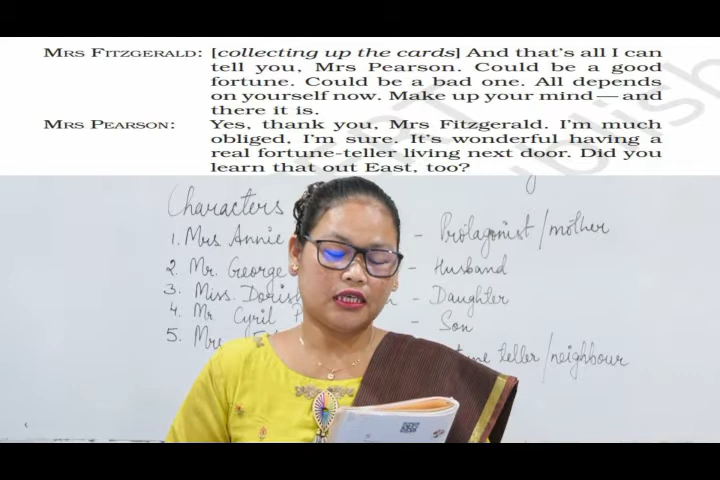 MRS FITZGERALD: [collecting up the cards] And that's all I can
tell you, Mrs Pearson. Could be a good
fortune. Could be a bad one. All depends
on yourself now. Make up your mind — and
there it is.
MRS PEARSON: Yes, thank you, Mrs Fitzgerald. I'm much
obliged, I'm sure. It's wonderful having a
real fortune-teller living next door. Did you
learn that out East, too?
Characters
1. Mrs Annie - Protagonist/mother
2. Mr. George - Husband
3. Miss. Doris - Daughter
4. Mr Cyril P - Son
5. Mrs teller/neighbour